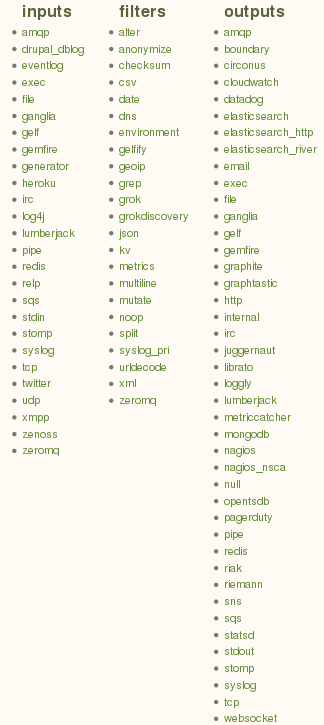 inputs
amqp
drupal_dblog
eventlog
exec
file
ganglia
gelf
gemfire
generator
heroku
irc
log4j
lumberjack
pipe
redis
relp
sqs
stdin
stomp
syslog
tcp
twitter
udp
xmpp
zenoss
zeromq
filters
alter
anonymize
checksum
csv
date
dns
environment
gelfify
geoip
grep
grok
grokdiscovery
json
kv
metrics
multiline
mutate
noop
split
syslog_pri
urldecode
xml
zeromq
outputs
amqp
boundary
circonus
cloudwatch
datadog
elasticsearch
elasticsearch_http
elasticsearch_river
email
exec
file
ganglia
gelf
gemfire
graphite
graphtastic
http
internal
irc
juggernaut
librato
loggly
lumberjack
metriccatcher
mongodb
nagios
nagios_nsca
null
opentsdb
pagerduty
pipe
redis
riak
riemann
sns
sqs
statsd
stdout
stomp
syslog
tcp
websocket